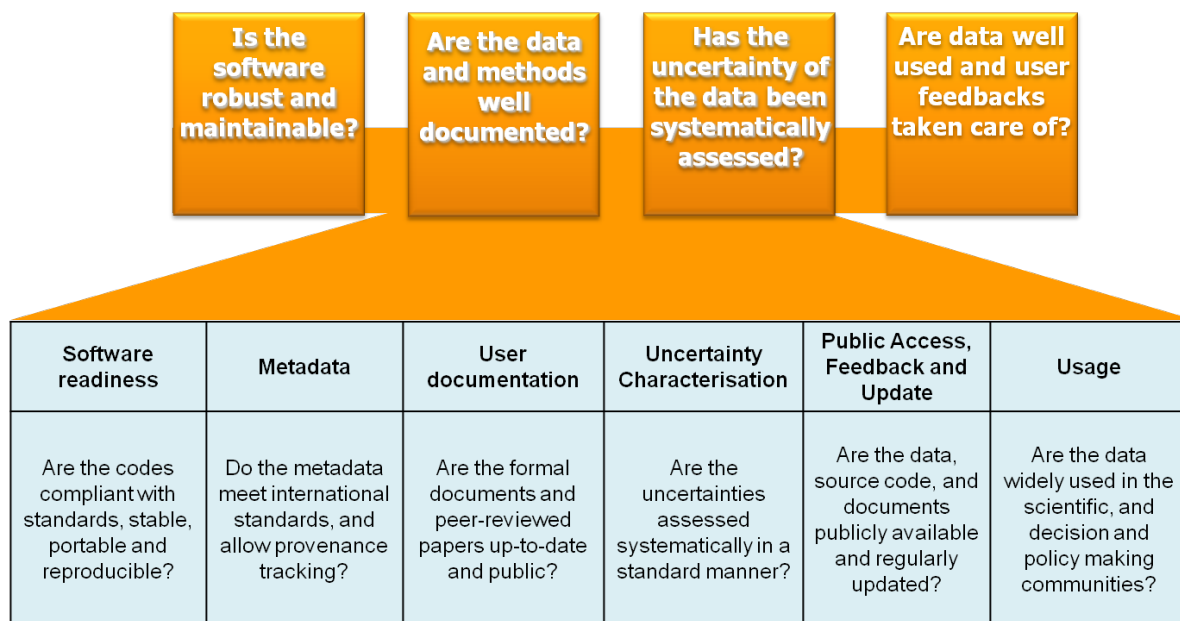 Is the
software
robust and
maintainable?
Are the data
and methods
well
documented?
Has the
uncertainty of
the data been
systematically
assessed?
Are data well
used and user
feedbacks
taken care of?
Software
readiness
Metadata
User
documentation
Uncertainty
Characterisation
Public Access,
Feedback and
Update
Usage
Are the codes
compliant with
standards, stable,
portable and
reproducible?
Do the metadata
meet international
standards, and
allow provenance
tracking?
Are the formal
documents and
peer-reviewed
papers up-to-date
and public?
Are the
uncertainties
assessed
systematically in a
standard manner?
Are the data,
source code, and
documents
publicly available
and regularly
updated?
Are the data
widely used in the
scientific, and
decision and
policy making
communities?